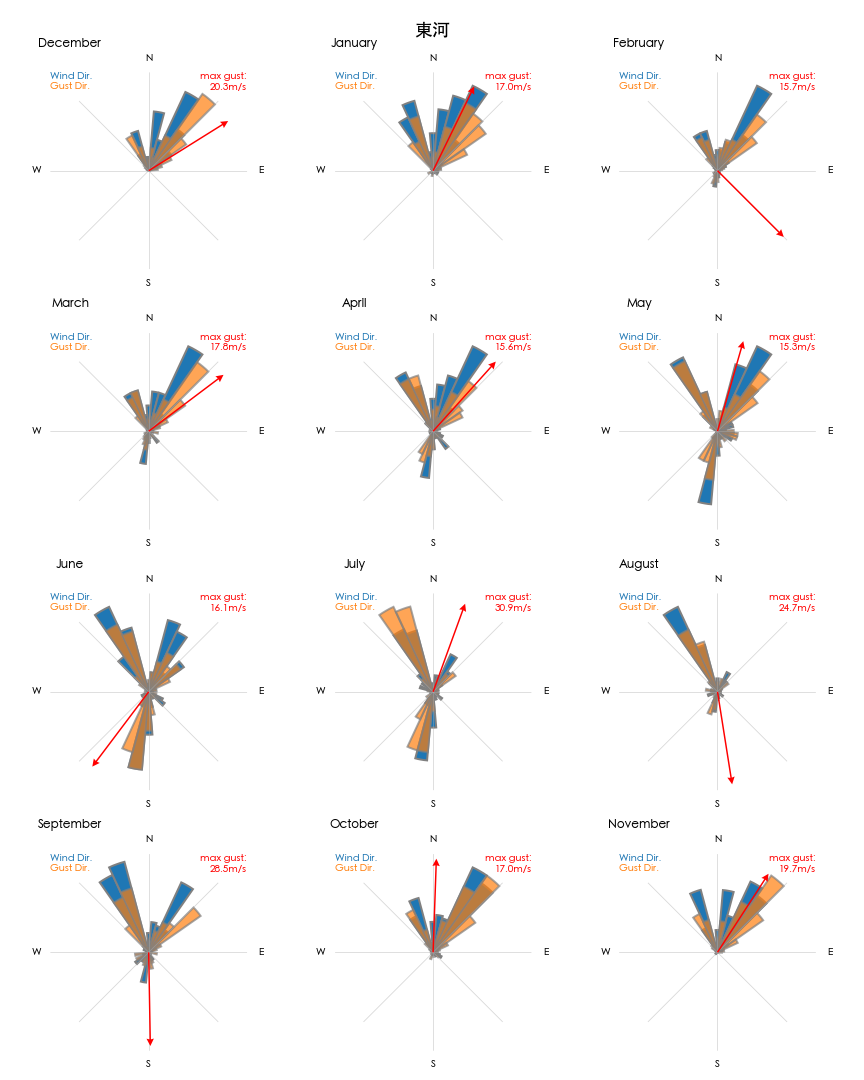 東河
December
January
February
N
N
N
Wind Dir.
Gust Dir.
max gust:
20.3m/s
Wind Dir.
Gust Dir.
max gust:
17.0m/s
Wind Dir.
Gust Dir.
max gust:
15.7m/s
W
E
W
E
W
E
S
S
S
March
April
May
N
N
N
Wind Dir.
Gust Dir.
max gust:
17.8m/s
Wind Dir.
Gust Dir.
max gust:
15.6m/s
Wind Dir.
Gust Dir.
max gust:
15.3m/s
W
E
W
E
W
E
S
S
S
June
July
August
N
N
N
Wind Dir.
Gust Dir.
max gust:
16.1m/s
Wind Dir.
Gust Dir.
max gust:
30.9m/s
Wind Dir.
Gust Dir.
max gust:
24.7m/s
W
E
W
E
W
E
S
S
S
September
October
November
N
N
N
Wind Dir.
Gust Dir.
max gust:
28.5m/s
Wind Dir.
Gust Dir.
max gust:
17.0m/s
Wind Dir.
Gust Dir.
max gust:
19.7m/s
W
E
W
E
W
E
S
S
S